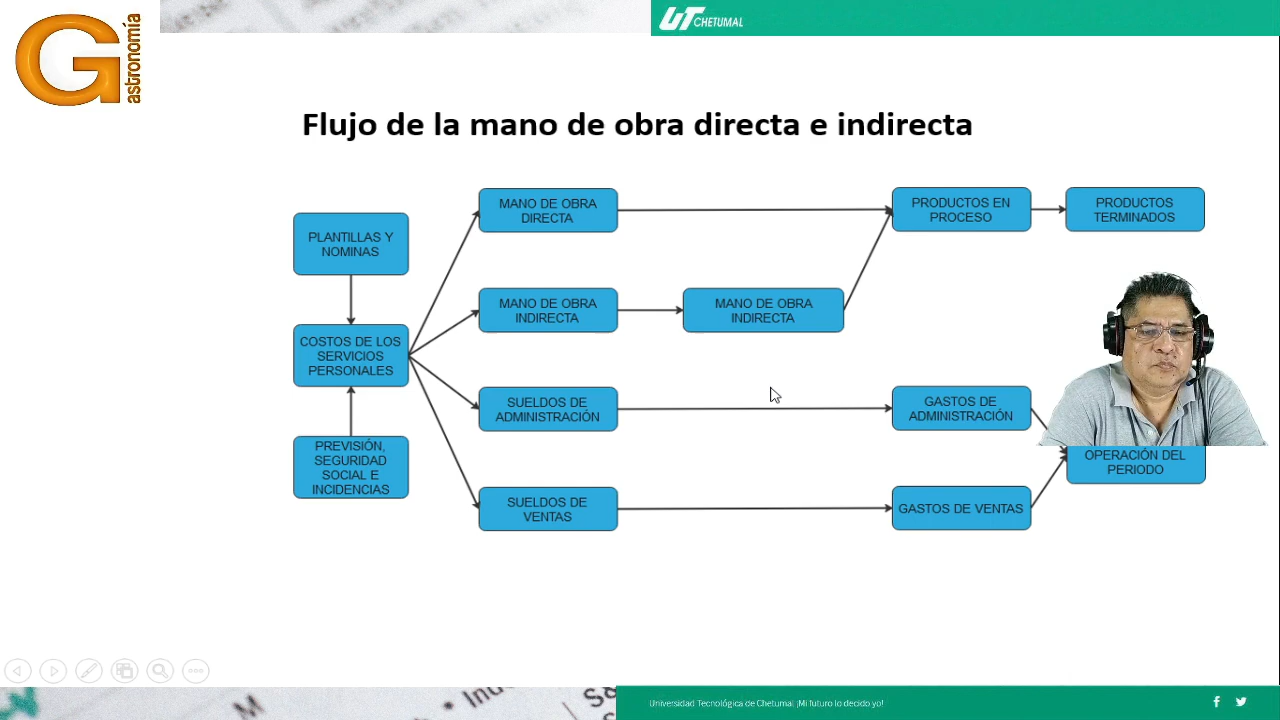 Gastronomía
UT CHETUMAL
Flujo de la mano de obra directa e indirecta
PLANTILLAS Y
NOMINAS
COSTOS DE LOS
SERVICIOS
PERSONALES
PREVISIÓN,
SEGURIDAD
SOCIAL E
INCIDENCIAS
MANO DE OBRA
DIRECTA
MANO DE OBRA
INDIRECTA
SUELDOS DE
ADMINISTRACIÓN
SUELDOS DE
VENTAS
MANO DE OBRA
INDIRECTA
PRODUCTOS EN
PROCESO
GASTOS DE
ADMINISTRACIÓN
GASTOS DE VENTAS
PRODUCTOS
TERMINADOS
OPERACIÓN DEL
PERIODO
M
Universidad Tecnológica de Chetumal ¡Mi futuro lo decido yo!